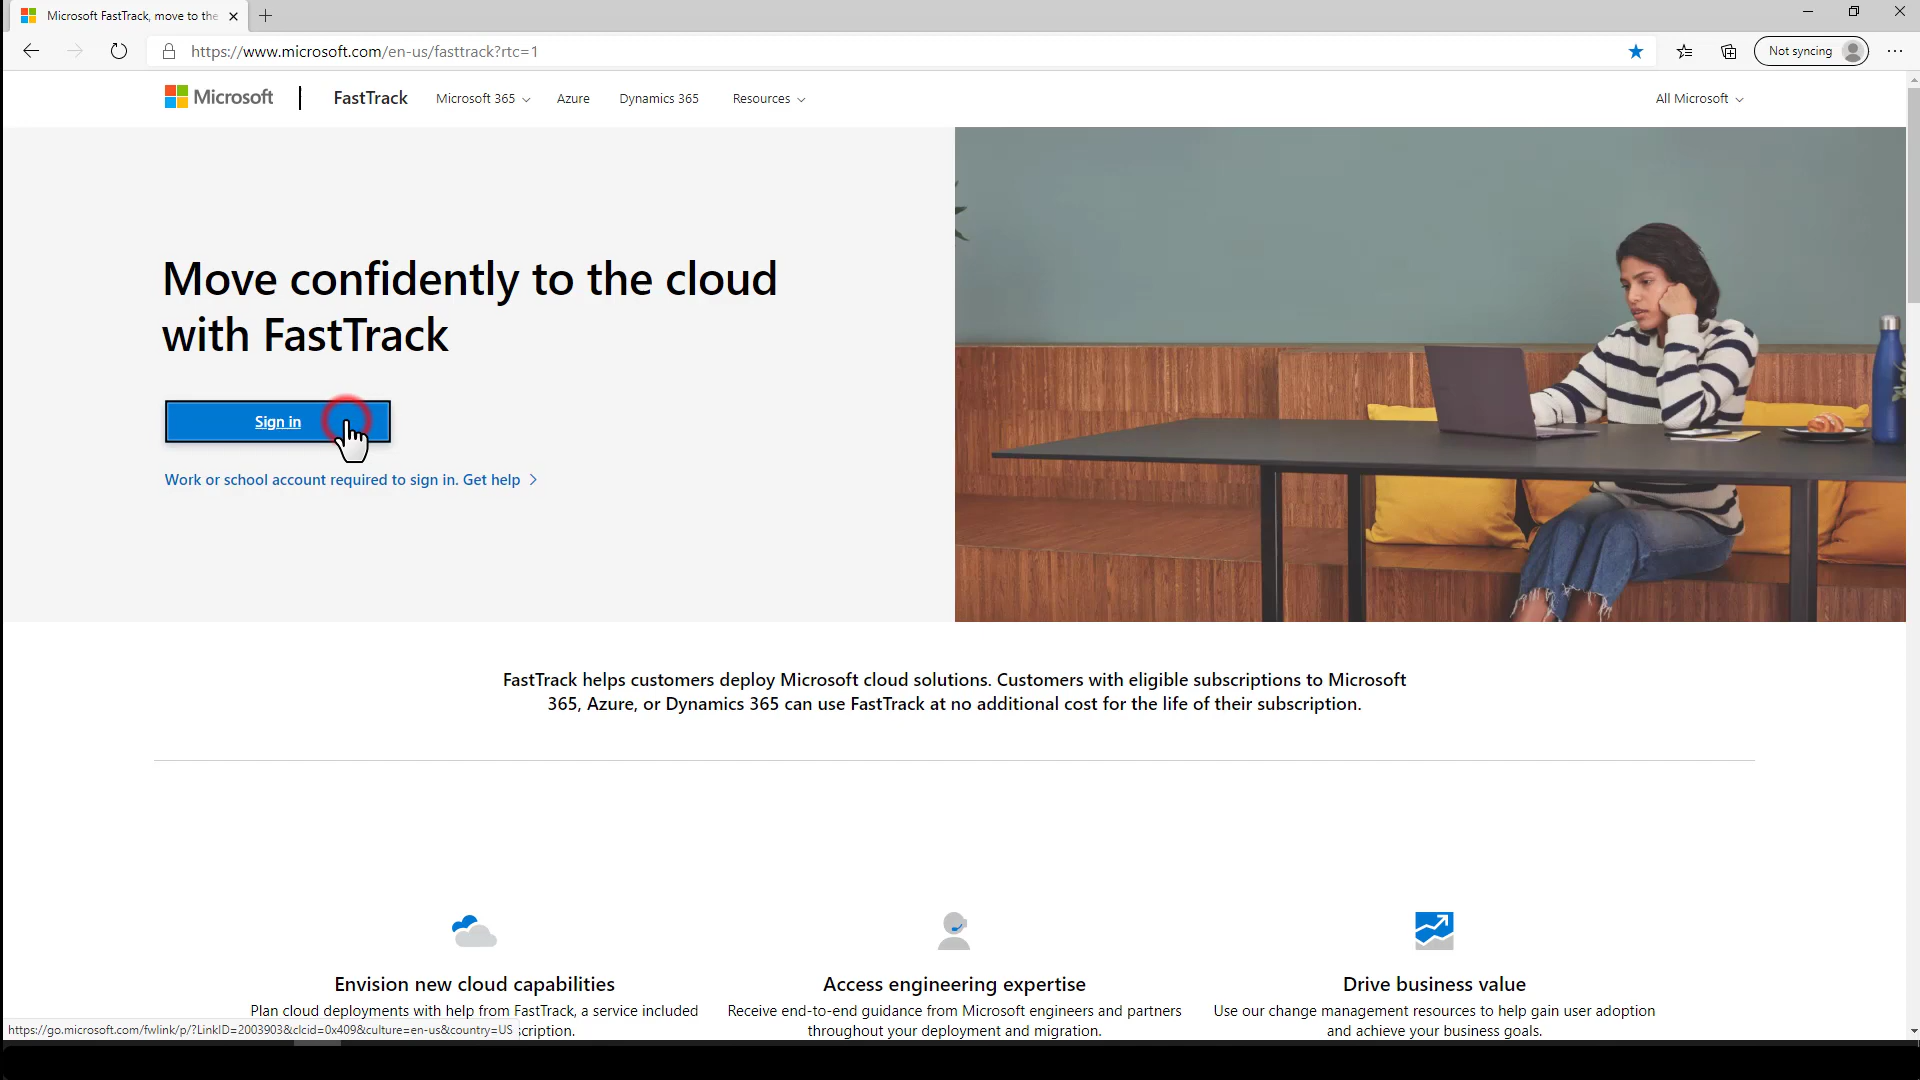 Microsoft FastTrack, move to the
https://www.microsoft.com/en-us/fasttrack?rtc=1
Not syncing
Microsoft
FastTrack
Microsoft 365
Azure
Dynamics 365
Resources
All Microsoft
Move confidently to the cloud
with FastTrack
Sign in
Work or school account required to sign in. Get help
FastTrack helps customers deploy Microsoft cloud solutions. Customers with eligible subscriptions to Microsoft
365, Azure, or Dynamics 365 can use FastTrack at no additional cost for the life of their subscription.
Envision new cloud capabilities
Plan cloud deployments with help from FastTrack, a service included
scription.
Access engineering expertise
Receive end-to-end guidance from Microsoft engineers and partners
throughout your deployment and migration.
Drive business value
Use our change management resources to help gain user adoption
and achieve your business goals.
https://go.microsoft.com/fwlink/p/?LinkID=2003903&clcid=0x409&culture=en-us&country=US